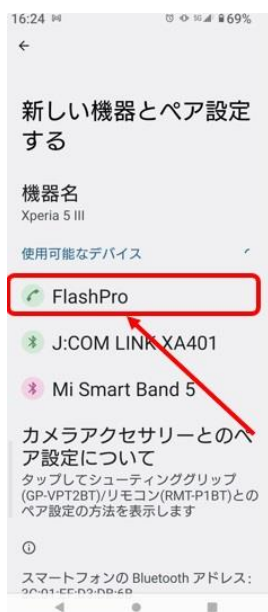 16:24 5G 69%
新しい機器とペア設定
する
機器名
Xperia 5 III
使用可能なデバイス
FlashPro
J:COM LINK XA401
Mi Smart Band 5
カメラアクセサリーとのペ
ア設定について
タップしてシューティンググリップ
(GP-VPT2BT)/リモコン(RMT-P1BT)との
ペア設定の方法を表示し­ます
スマートフォンの Bluetooth アドレス: